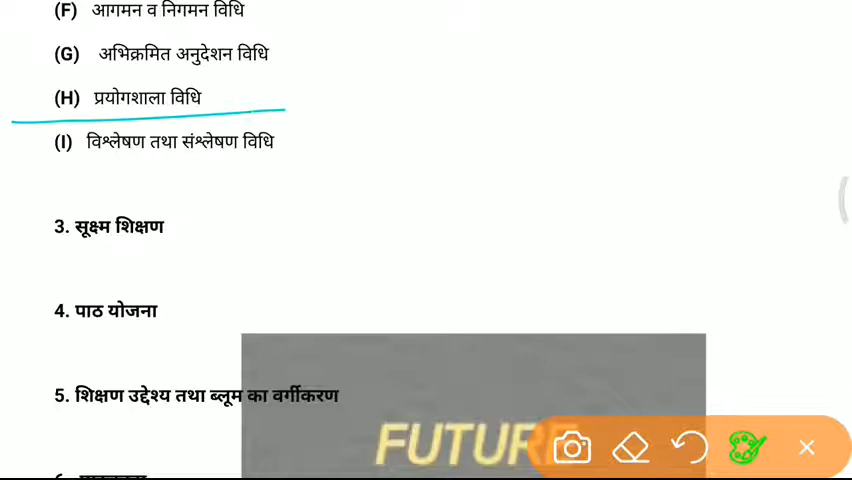 (F) आगमन व निगमन विधि
(G) अभिक्रमित अनुदेशन विधि
(H) प्रयोगशाला विधि
(I) विश्लेषण तथा संश्लेषण विधि
3. सूक्ष्म शिक्षण
4. पाठ योजना
5. शिक्षण उद्देश्य तथा ब्लूम का वर्गीकरण